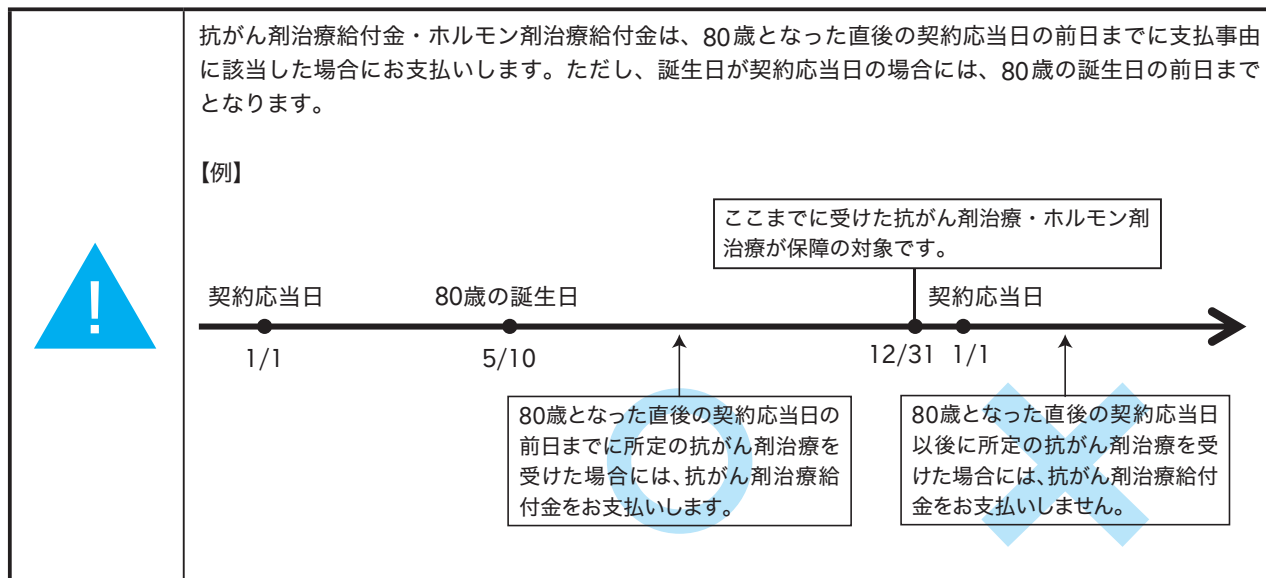 抗がん剤治療給付金・ホルモン剤治療給付金は、80歳となった直後の契約応当日の前日までに支払事由
に該当した場合にお支払いします。ただし、誕生日が契約応当日の場合には、80歳の誕生日の前日まで
となります。
【例】
ここまでに受けた抗がん剤治療・ホルモン剤
治療が保障の対象です。
契約応当日
80歳の誕生日
契約応当日
1/1
5/10
12/31
1/1
80歳となった直後の契約応当日の
前日までに所定の抗がん剤治療を
受けた場合には、抗がん剤治療給
付金をお支払いします。
80歳となった直後の契約応当日
以後に所定の抗がん剤治療を受
けた場合には、抗がん剤治療給付
金をお支払いしません。
!